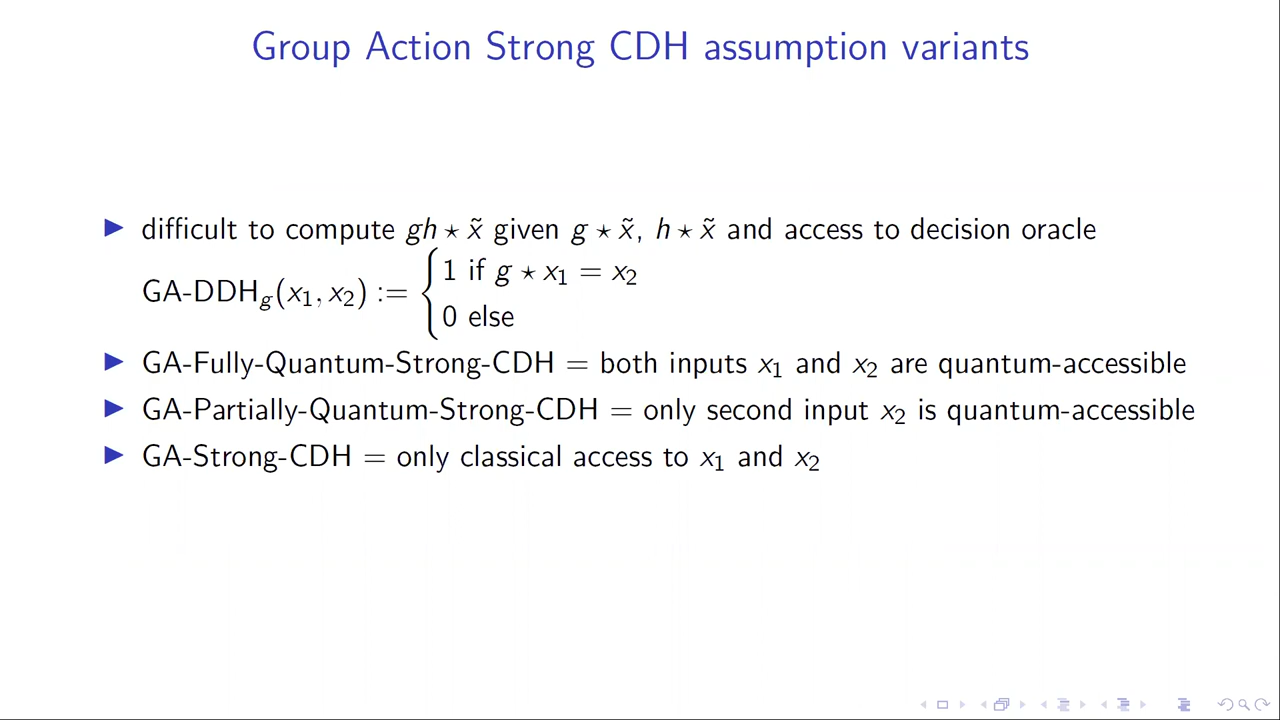 Group Action Strong CDH assumption variants
▶ difficult to compute gh ⋆ x̃ given g ⋆ x̃, h ⋆ x̃ and access to decision oracle
GA-DDH_g(x₁, x₂) := { 1 if g ⋆ x₁ = x₂
0 else
▶ GA-Fully-Quantum-Strong-CDH = both inputs x₁ and x₂ are quantum-accessible
▶ GA-Partially-Quantum-Strong-CDH = only second input x₂ is quantum-accessible
▶ GA-Strong-CDH = only classical access to x₁ and x₂